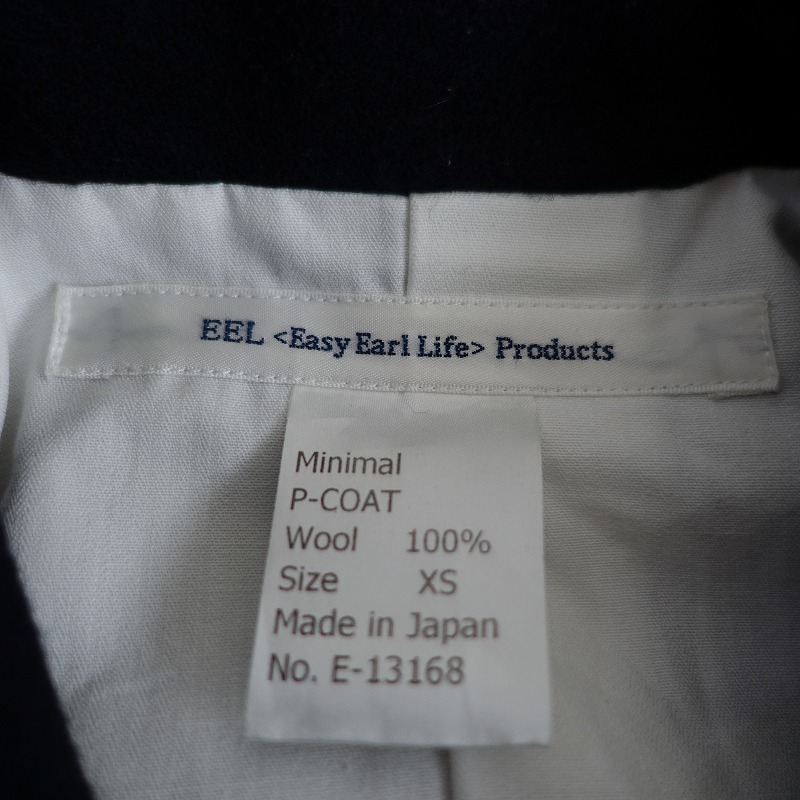 EEL <Easy Earl Life> Products
Minimal
P-COAT
Wool 100%
Size XS
Made in Japan
No. E-13168